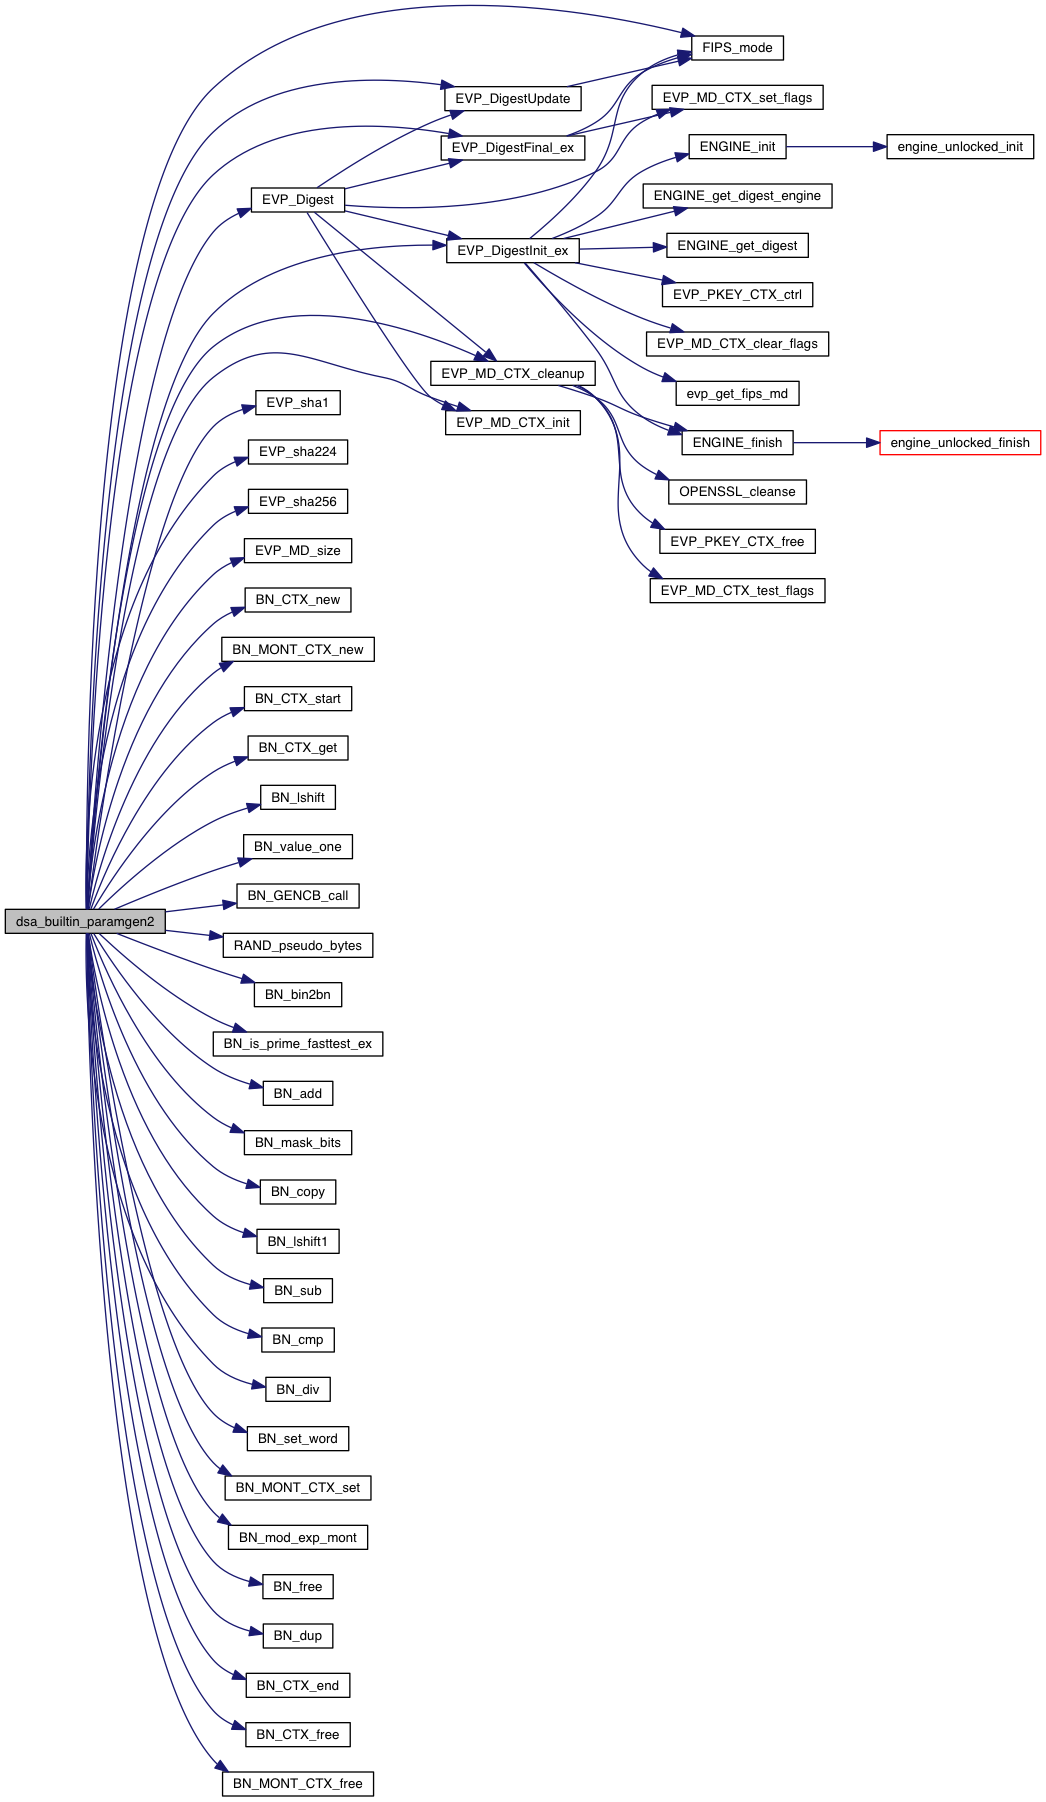 FIPS_mode
EVP_DigestUpdate
EVP_MD_CTX_set_flags
EVP_DigestFinal_ex
ENGINE_init
engine_unlocked_init
EVP_Digest
ENGINE_get_digest_engine
EVP_DigestInit_ex
ENGINE_get_digest
EVP_PKEY_CTX_ctrl
EVP_MD_CTX_clear_flags
EVP_MD_CTX_cleanup
evp_get_fips_md
EVP_sha1
EVP_MD_CTX_init
ENGINE_finish
engine_unlocked_finish
EVP_sha224
OPENSSL_cleanse
EVP_sha256
EVP_PKEY_CTX_free
EVP_MD_size
EVP_MD_CTX_test_flags
BN_CTX_new
BN_MONT_CTX_new
BN_CTX_start
BN_CTX_get
BN_lshift
BN_value_one
BN_GENCB_call
dsa_builtin_paramgen2
RAND_pseudo_bytes
BN_bin2bn
BN_is_prime_fasttest_ex
BN_add
BN_mask_bits
BN_copy
BN_lshift1
BN_sub
BN_cmp
BN_div
BN_set_word
BN_MONT_CTX_set
BN_mod_exp_mont
BN_free
BN_dup
BN_CTX_end
BN_CTX_free
BN_MONT_CTX_free